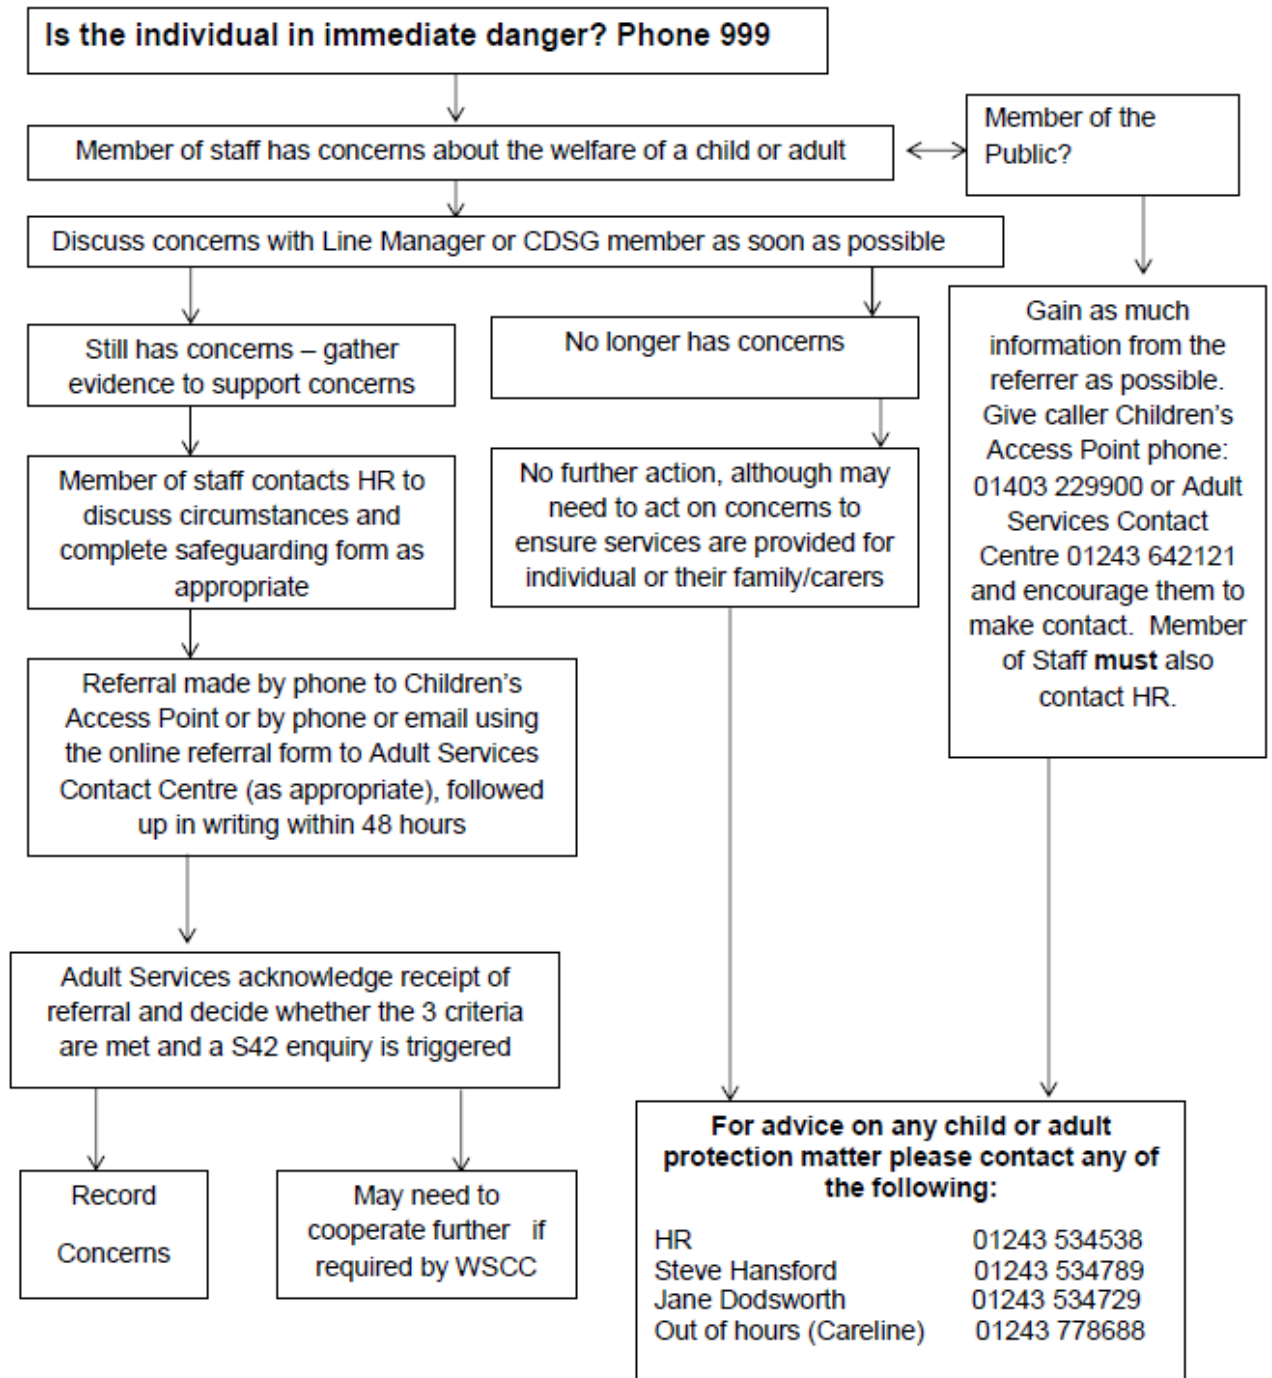 Is the individual in immediate danger? Phone 999
Member of staff has concerns about the welfare of a child or adult
Member of the
Public?
Discuss concerns with Line Manager or CDSG member as soon as possible
Still has concerns – gather
evidence to support concerns
No longer has concerns
Gain as much
information from the
referrer as possible.
Give caller Children’s
Access Point phone:
01403 229900 or Adult
Services Contact
Centre 01243 642121
and encourage them to
make contact. Member
of Staff must also
contact HR.
Member of staff contacts HR to
discuss circumstances and
complete safeguarding form as
appropriate
No further action, although may
need to act on concerns to
ensure services are provided for
individual or their family/carers
Referral made by phone to Children’s
Access Point or by phone or email using
the online referral form to Adult Services
Contact Centre (as appropriate), followed
up in writing within 48 hours
Adult Services acknowledge receipt of
referral and decide whether the 3 criteria
are met and a S42 enquiry is triggered
Record
Concerns
May need to
cooperate further if
required by WSCC
For advice on any child or adult
protection matter please contact any of
the following:
HR 01243 534538
Steve Hansford 01243 534789
Jane Dodsworth 01243 534729
Out of hours (Careline) 01243 778688